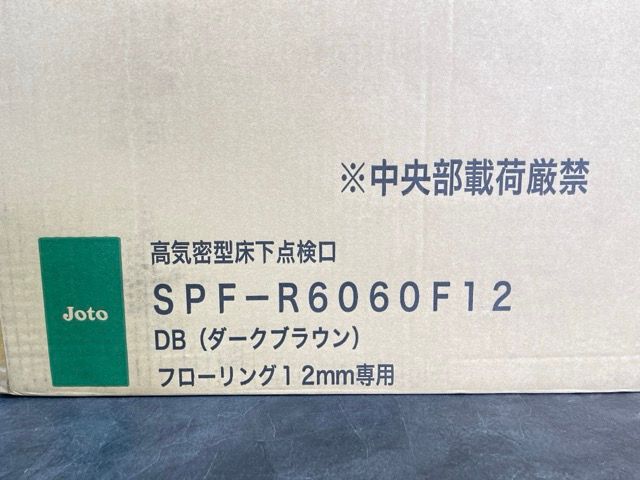 ※中央部載荷厳禁
高気密型床下点検口
Joto
SPF-R6060F12
DB（ダークブラウン）
フローリング12mm専用